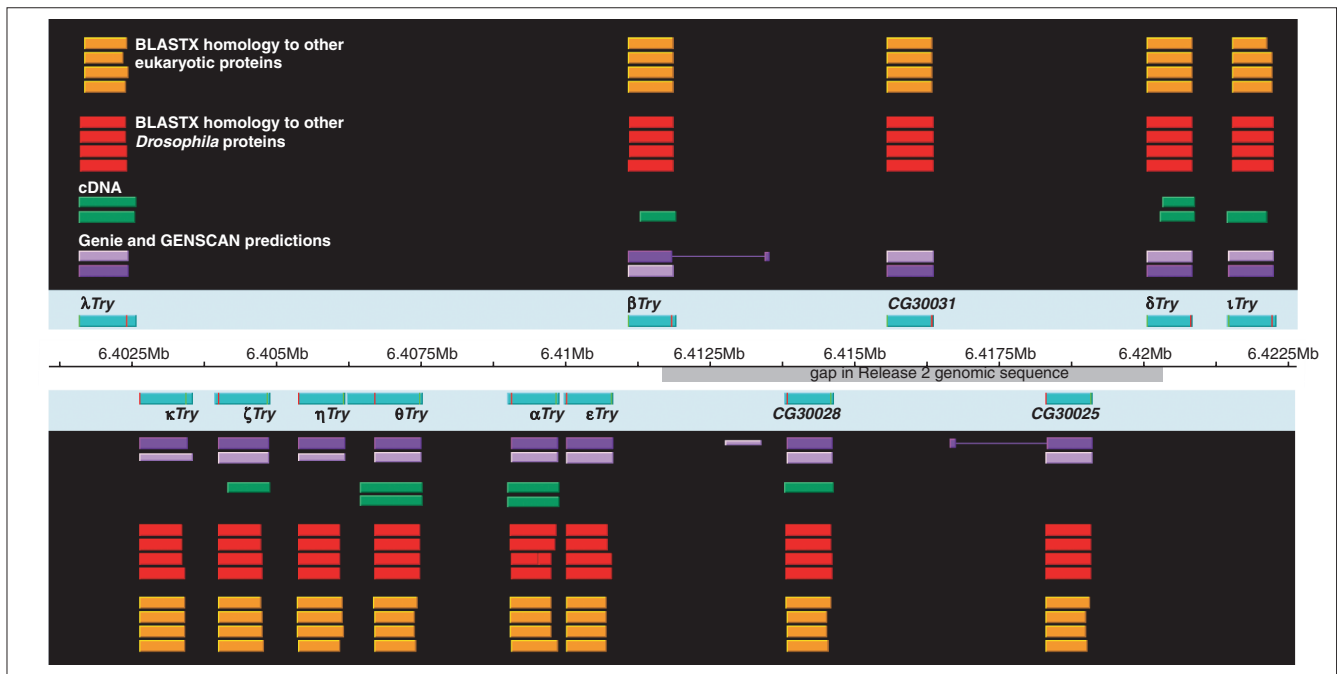 BLASTX homology to other
eukaryotic proteins
BLASTX homology to other
Drosophila proteins
cDNA
Genie and GENSCAN predictions
λTry βTry CG30031 δTry ιTry
6.4025Mb 6.405Mb 6.4075Mb 6.41Mb 6.4125Mb 6.415Mb 6.4175Mb 6.42Mb 6.4225Mb
gap in Release 2 genomic sequence
κTry ζTry ηTry θTry αTry εTry CG30028 CG30025